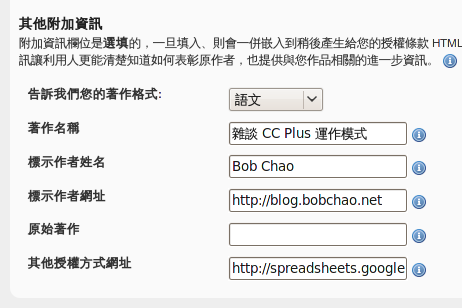 其他附加資訊
附加資訊欄位是選填的，一旦填入、則會一併嵌入到稍後產生給您的授權條款 HTML
訊讓利用人更能清楚知道如何表彰原作者，也提供與您作品相關的進一步資訊。
告訴我們您的著作格式: 語文
著作名稱 雜談 CC Plus 運作模式
標示作者姓名 Bob Chao
標示作者網址 http://blog.bobchao.net
原始著作
其他授權方式網址 http://spreadsheets.google